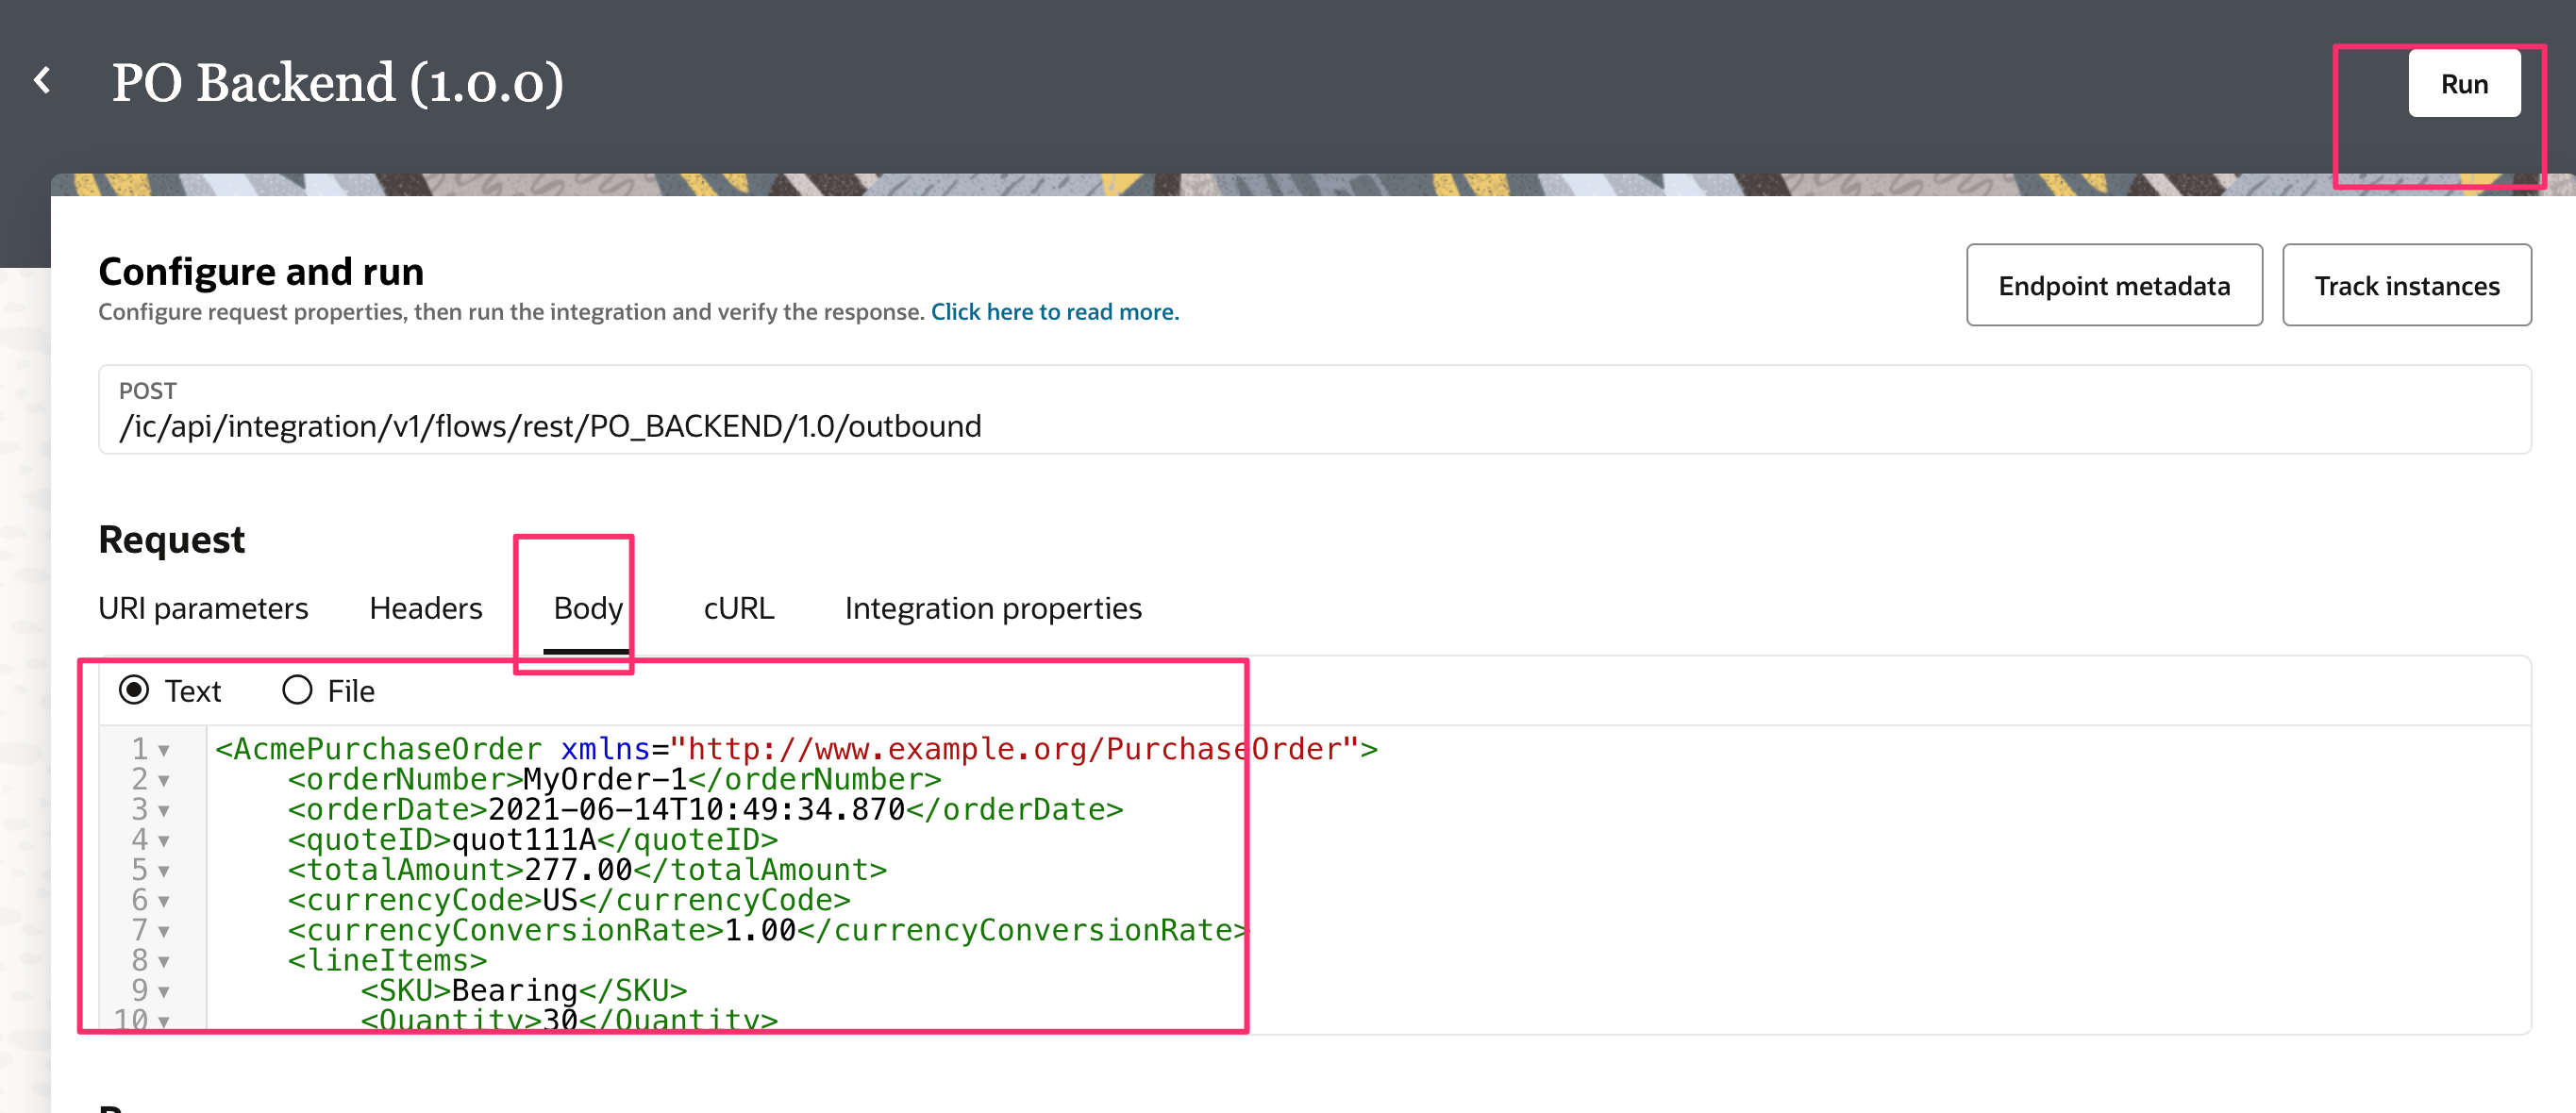 PO Backend (1.0.0)
Run
Configure and run
Configure request properties, then run the integration and verify the response. Click here to read more.
Endpoint metadata
Track instances
POST
/ic/api/integration/v1/flows/rest/PO_BACKEND/1.0/outbound
Request
URI parameters Headers Body cURL Integration properties
Text File
1 <AcmePurchaseOrder xmlns="http://www.example.org/PurchaseOrder">
2 <orderNumber>MyOrder-1</orderNumber>
3 <orderDate>2021-06-14T10:49:34.870</orderDate>
4 <quoteID>quot111A</quoteID>
5 <totalAmount>277.00</totalAmount>
6 <currencyCode>US</currencyCode>
7 <currencyConversionRate>1.00</currencyConversionRate>
8 <lineItems>
9 <SKU>Bearing</SKU>
10 <Quantity>30</Quantity>